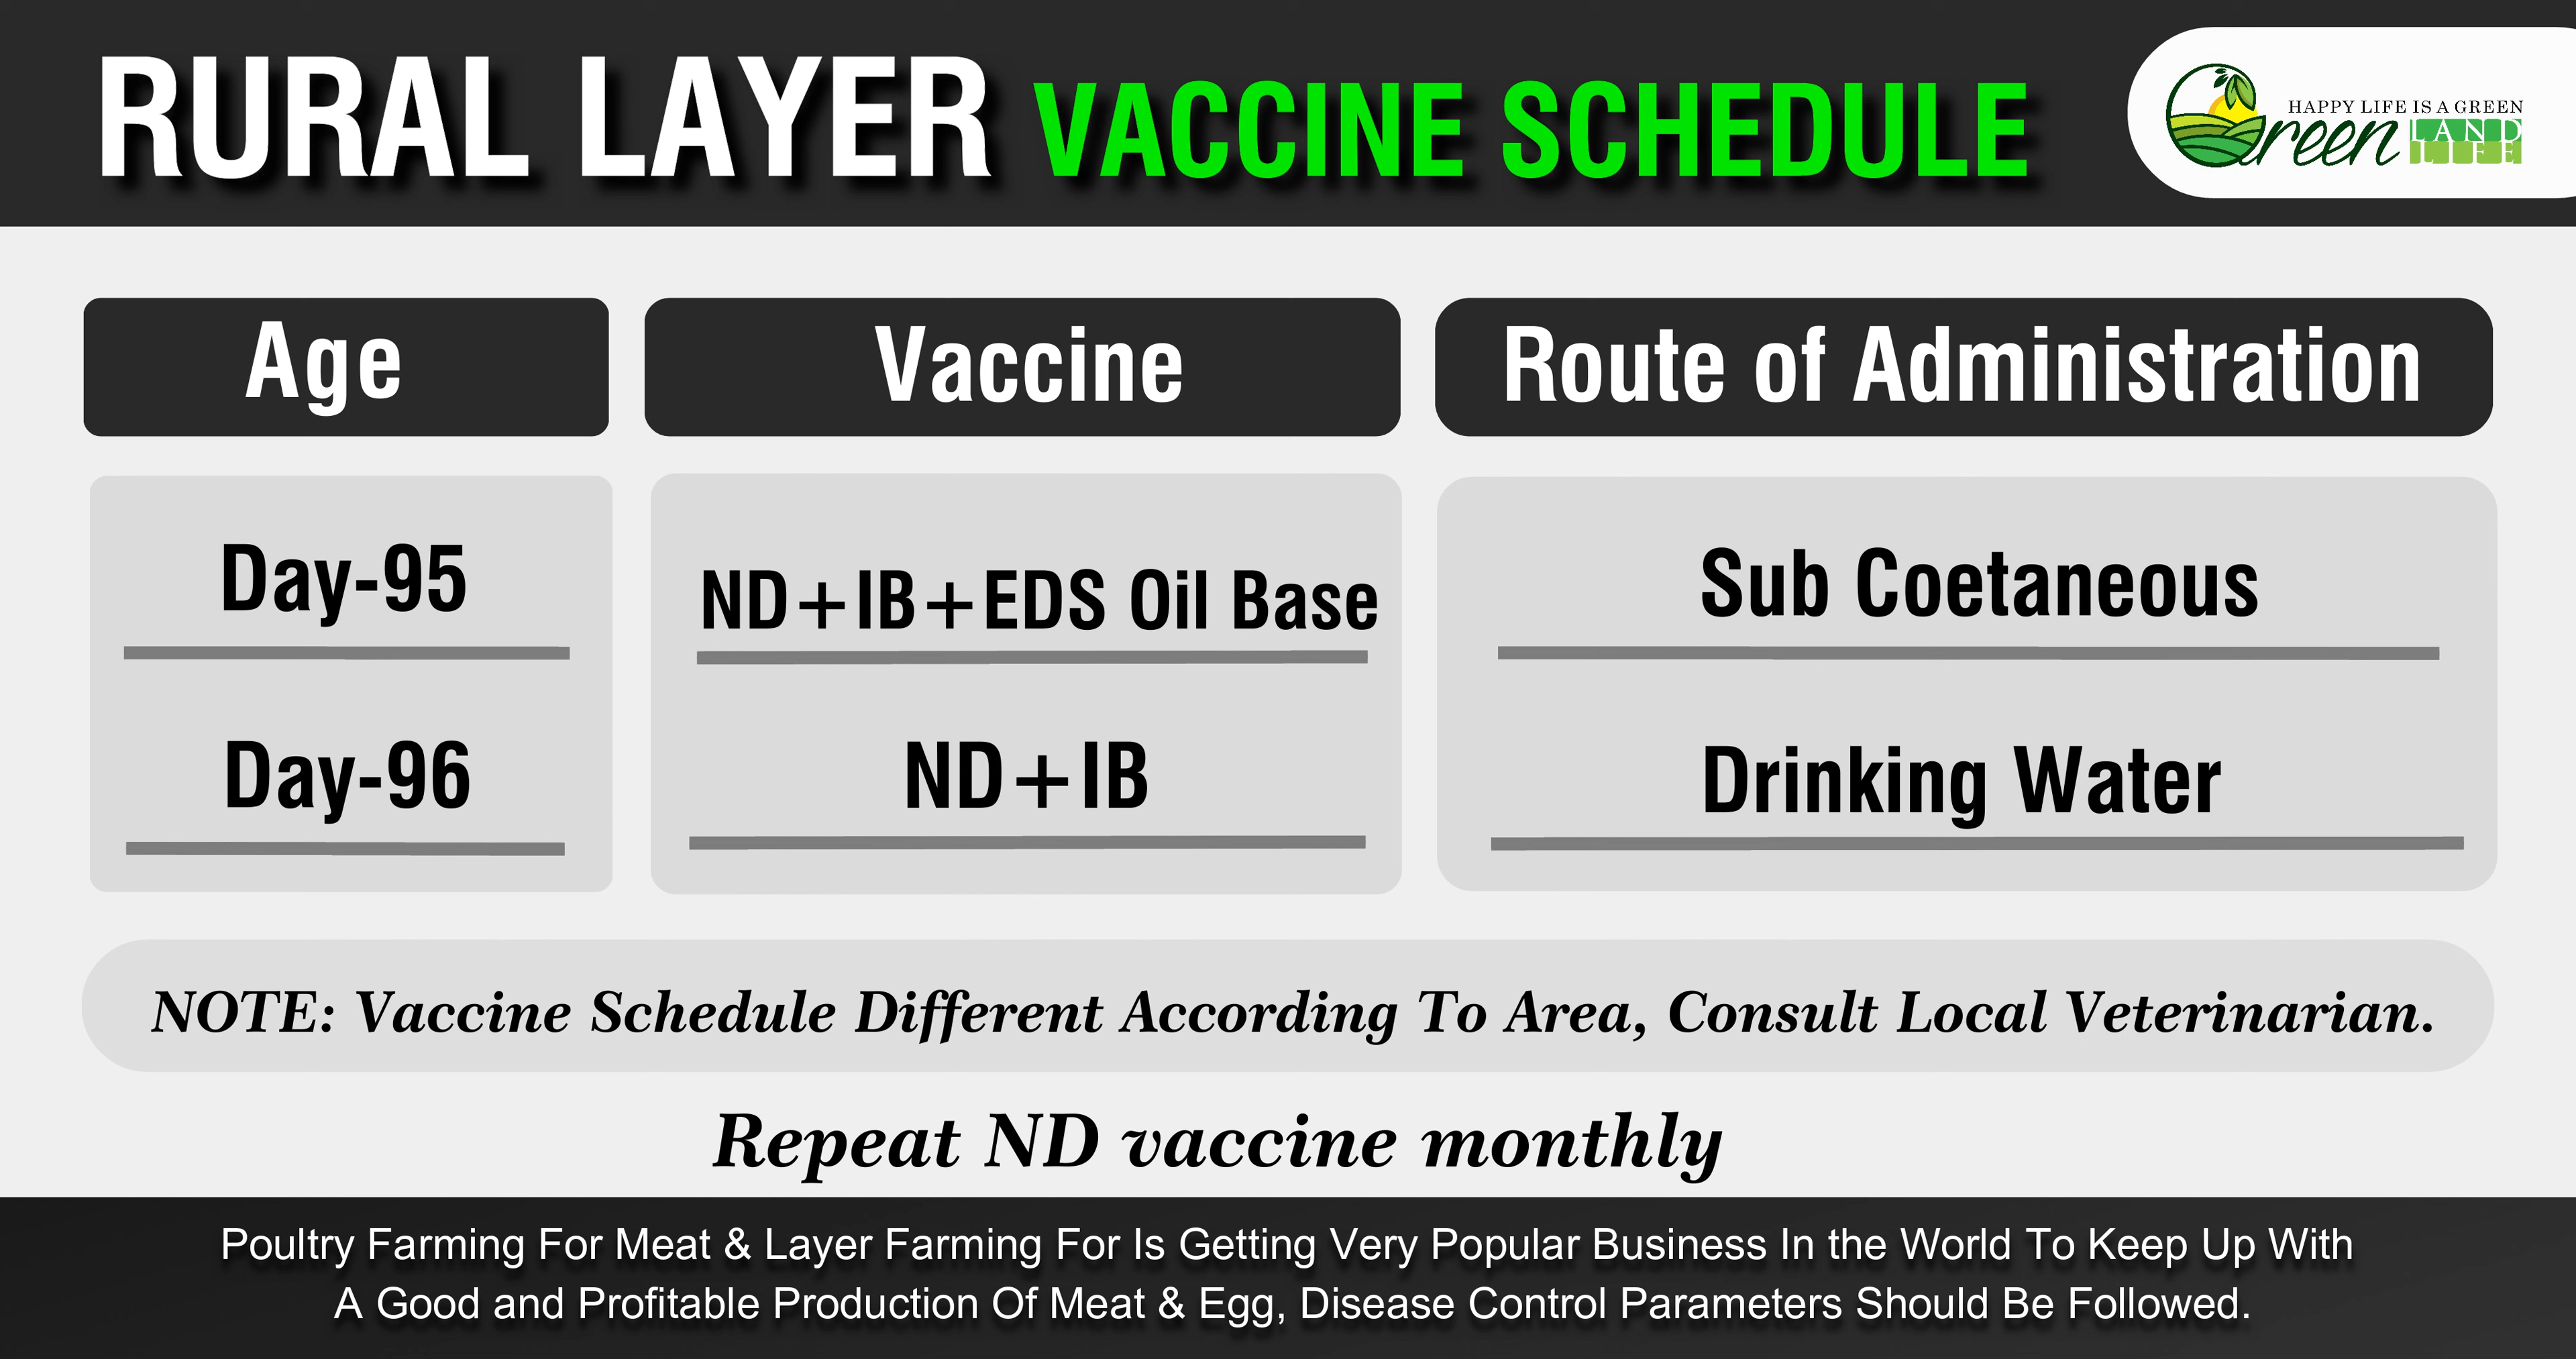 RURAL LAYER VACCINE SCHEDULE
HAPPY LIFE IS A GREEN
Green LAND
LIFE
Age Vaccine Route of Administration
Day-95 ND+IB+EDS Oil Base Sub Coetaneous
Day-96 ND+IB Drinking Water
NOTE: Vaccine Schedule Different According To Area, Consult Local Veterinarian.
Repeat ND vaccine monthly
Poultry Farming For Meat & Layer Farming For Is Getting Very Popular Business In the World To Keep Up With
A Good and Profitable Production Of Meat & Egg, Disease Control Parameters Should Be Followed.